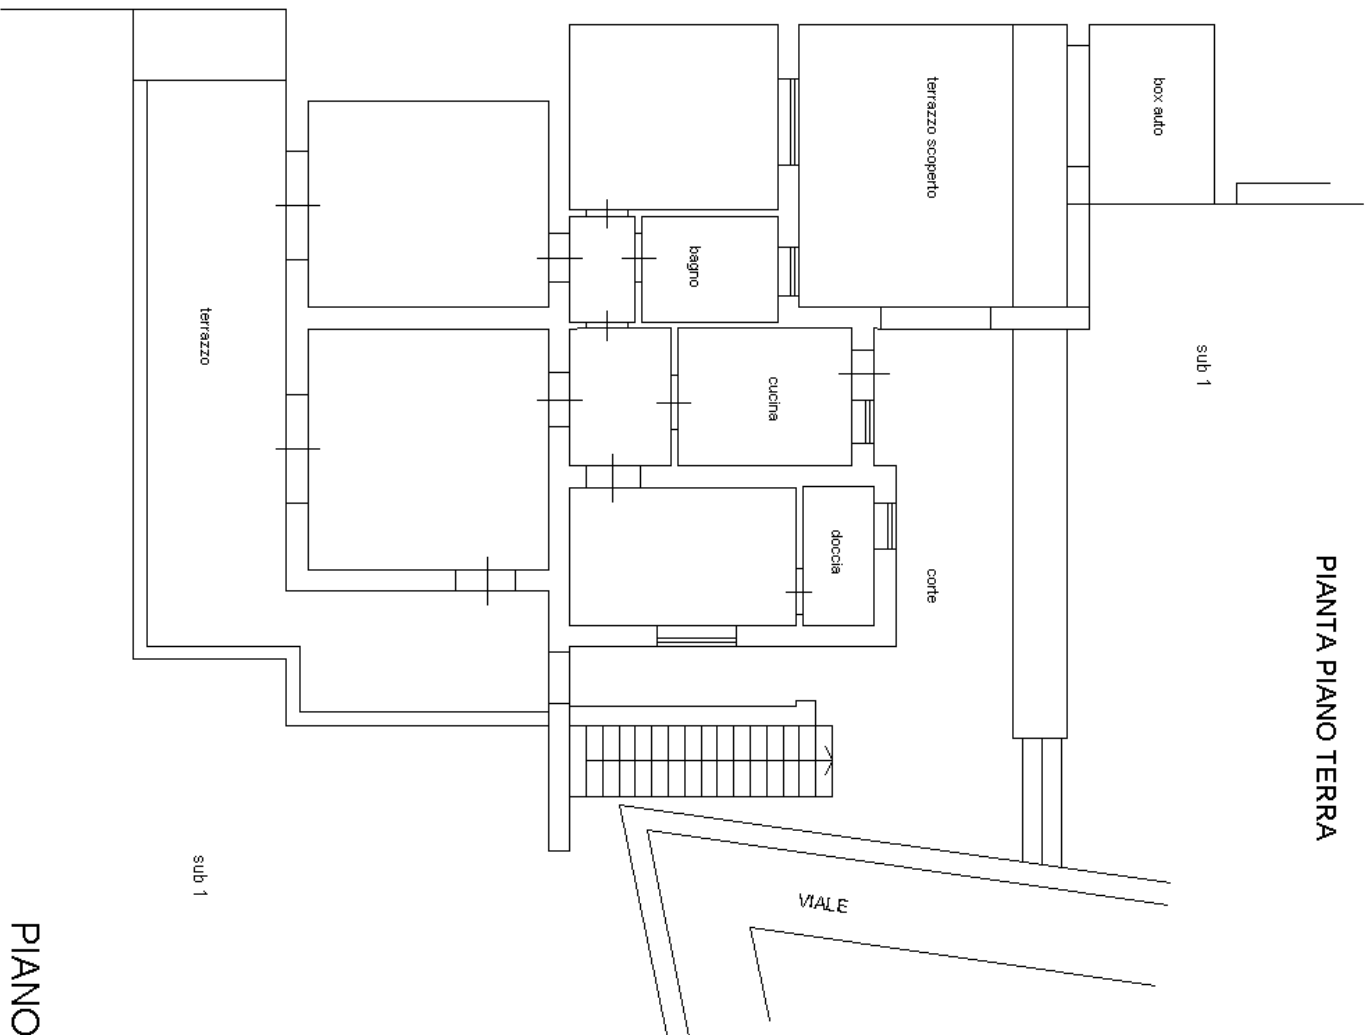 box auto
terrazzo scoperto
bagno
terrazzo
sub 1
cucina
PIANTA PIANO TERRA
doccia
corte
sub 1
VIALE
PIANO